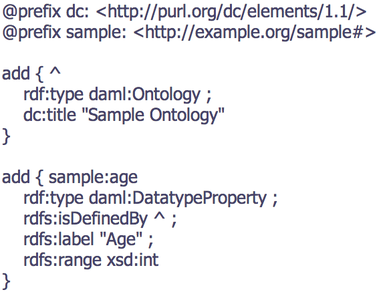 @prefix dc: <http://purl.org/dc/elements/1.1/>
@prefix sample: <http://example.org/sample#>
add { ^
rdf:type daml:Ontology ;
dc:title "Sample Ontology"
}
add { sample:age
rdf:type daml:DatatypeProperty ;
rdfs:isDefinedBy ^ ;
rdfs:label "Age" ;
rdfs:range xsd:int
}